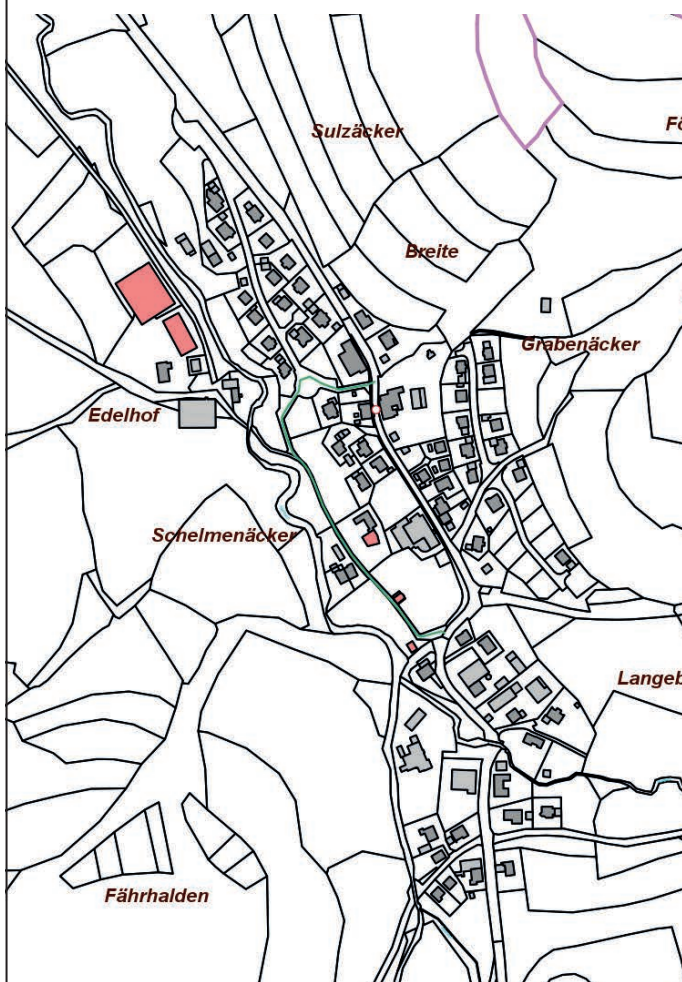 Sulzäcker
Breite
Grabenäcker
Edelhof
Schelmenäcker
Fährhalden